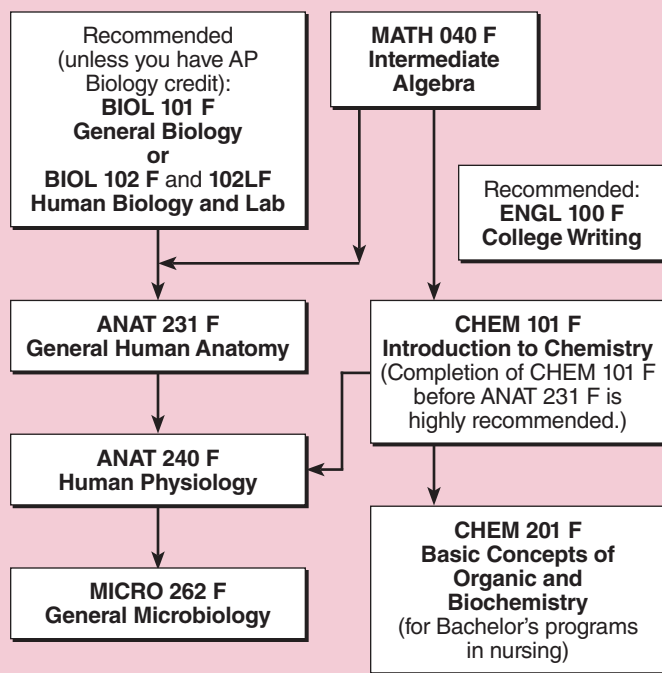 Recommended
(unless you have AP
Biology credit):
BIOL 101 F
General Biology
or
BIOL 102 F and 102LF
Human Biology and Lab
MATH 040 F
Intermediate
Algebra
Recommended:
ENGL 100 F
College Writing
ANAT 231 F
General Human Anatomy
CHEM 101 F
Introduction to Chemistry
(Completion of CHEM 101 F
before ANAT 231 F is
highly recommended.)
ANAT 240 F
Human Physiology
MICRO 262 F
General Microbiology
CHEM 201 F
Basic Concepts of
Organic and
Biochemistry
(for Bachelor's programs
in nursing)